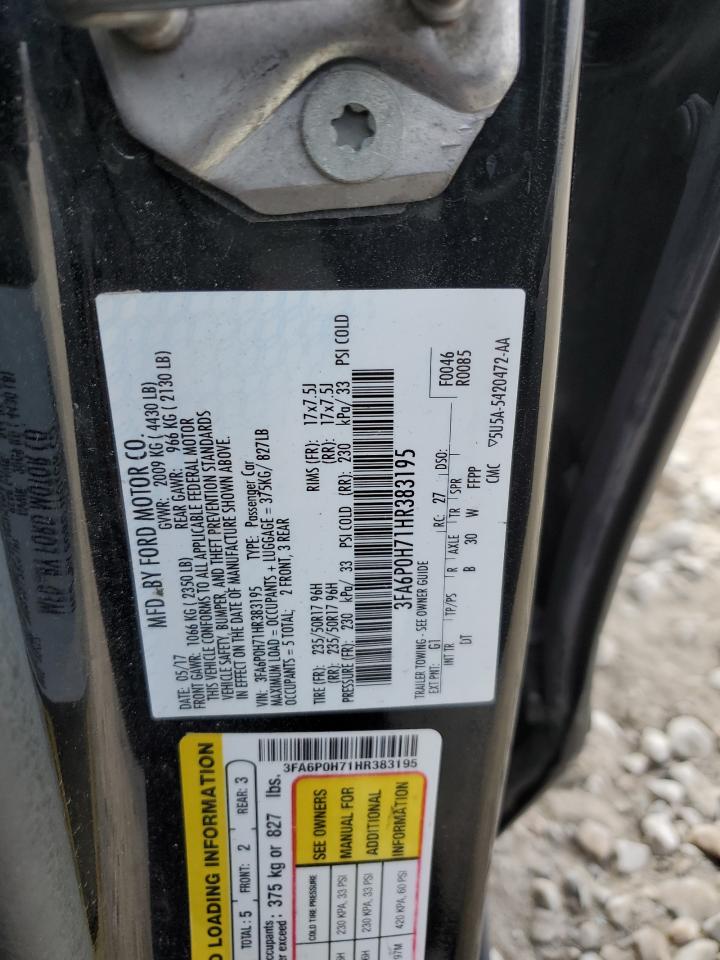 MFD. BY FORD MOTOR CO.
DATE: 05/17 GVWR: 2009 KG ( 4430 LB)
FRONT GAWR: 1066 KG ( 2350 LB) REAR GAWR: 966 KG ( 2130 LB)
THIS VEHICLE CONFORMS TO ALL APPLICABLE FEDERAL MOTOR
VEHICLE SAFETY, BUMPER, AND THEFT PREVENTION STANDARDS
IN EFFECT ON THE DATE OF MANUFACTURE SHOWN ABOVE.
VIN: 3FA6P0H71HR383195 TYPE: Passenger Car
MAXIMUM LOAD = OCCUPANTS + LUGGAGE = 375KG/ 827LB
OCCUPANTS = 5 TOTAL: 2 FRONT, 3 REAR
TIRE (FR): 235/50R17 96H RIMS (FR): 17x7.5J
(RR): 235/50R17 96H (RR): 17x7.5J
PRESSURE (FR): 230 kPa/ 33 PSI COLD (RR): 230 kPa/ 33 PSI COLD
3FA6P0H71HR383195
TRAILER TOWING - SEE OWNER GUIDE
F0046
R0085
EXT PNT: G1 RC: 27 DSO:
INT TR TP/PS R AXLE TR SPR
DT B 30 W FFPP
CMC ▽5U5A-5420472-AA
3FA6P0H71HR383195
LOADING INFORMATION
TOTAL: 5 FRONT: 2 REAR: 3
exceed: 375 kg or 827 lbs.
COLD TIRE PRESSURE
230 KPA, 33 PSI
230 KPA, 33 PSI
420 KPA, 60 PSI
SEE OWNERS
MANUAL FOR
ADDITIONAL
INFORMATION